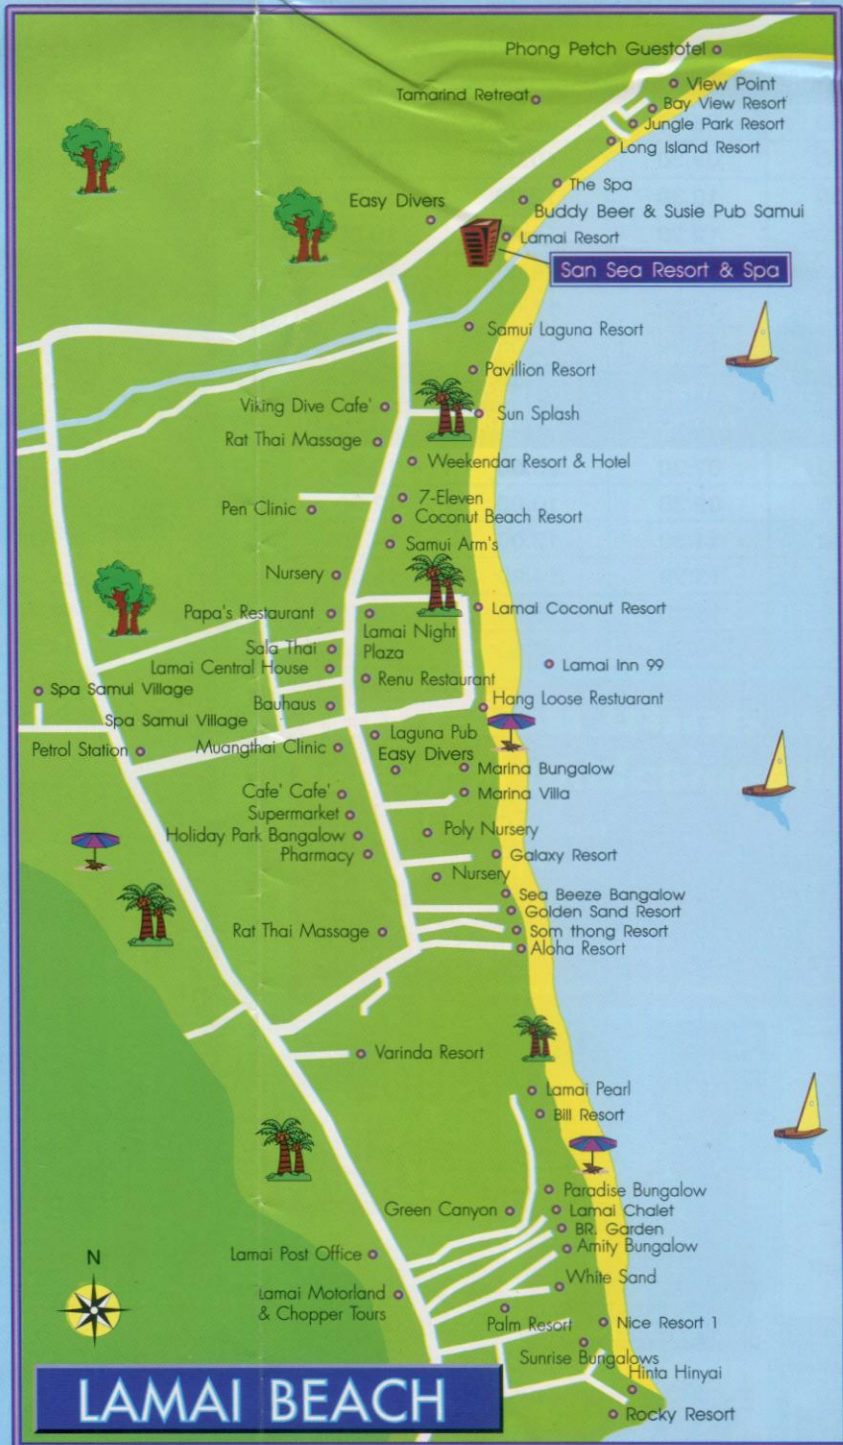 Phong Petch Guestotel
View Point
Tamarind Retreat
Bay View Resort
Jungle Park Resort
Long Island Resort
The Spa
Easy Divers
Buddy Beer & Susie Pub Samui
Lamai Resort
San Sea Resort & Spa
Samui Laguna Resort
Pavillion Resort
Viking Dive Cafe'
Sun Splash
Rat Thai Massage
Weekendar Resort & Hotel
7-Eleven
Pen Clinic
Coconut Beach Resort
Samui Arm's
Nursery
Papa's Restaurant
Lamai Coconut Resort
Lamai Night
Plaza
Sala Thai
Lamai Central House
Lamai Inn 99
Renu Restaurant
Spa Samui Village
Hang Loose Restuarant
Bauhaus
Spa Samui Village
Laguna Pub
Petrol Station
Muangthai Clinic
Easy Divers
Marina Bungalow
Cafe' Cafe'
Marina Villa
Supermarket
Holiday Park Bangalow
Poly Nursery
Pharmacy
Galaxy Resort
Nursery
Sea Beeze Bangalow
Golden Sand Resort
Rat Thai Massage
Som thong Resort
Aloha Resort
Varinda Resort
Lamai Pearl
Bill Resort
Paradise Bungalow
Green Canyon
Lamai Chalet
BR. Garden
Amity Bungalow
Lamai Post Office
N
White Sand
Lamai Motorland
& Chopper Tours
Palm Resort
Nice Resort 1
Sunrise Bungalows
Hinta Hinyai
LAMAI BEACH
Rocky Resort